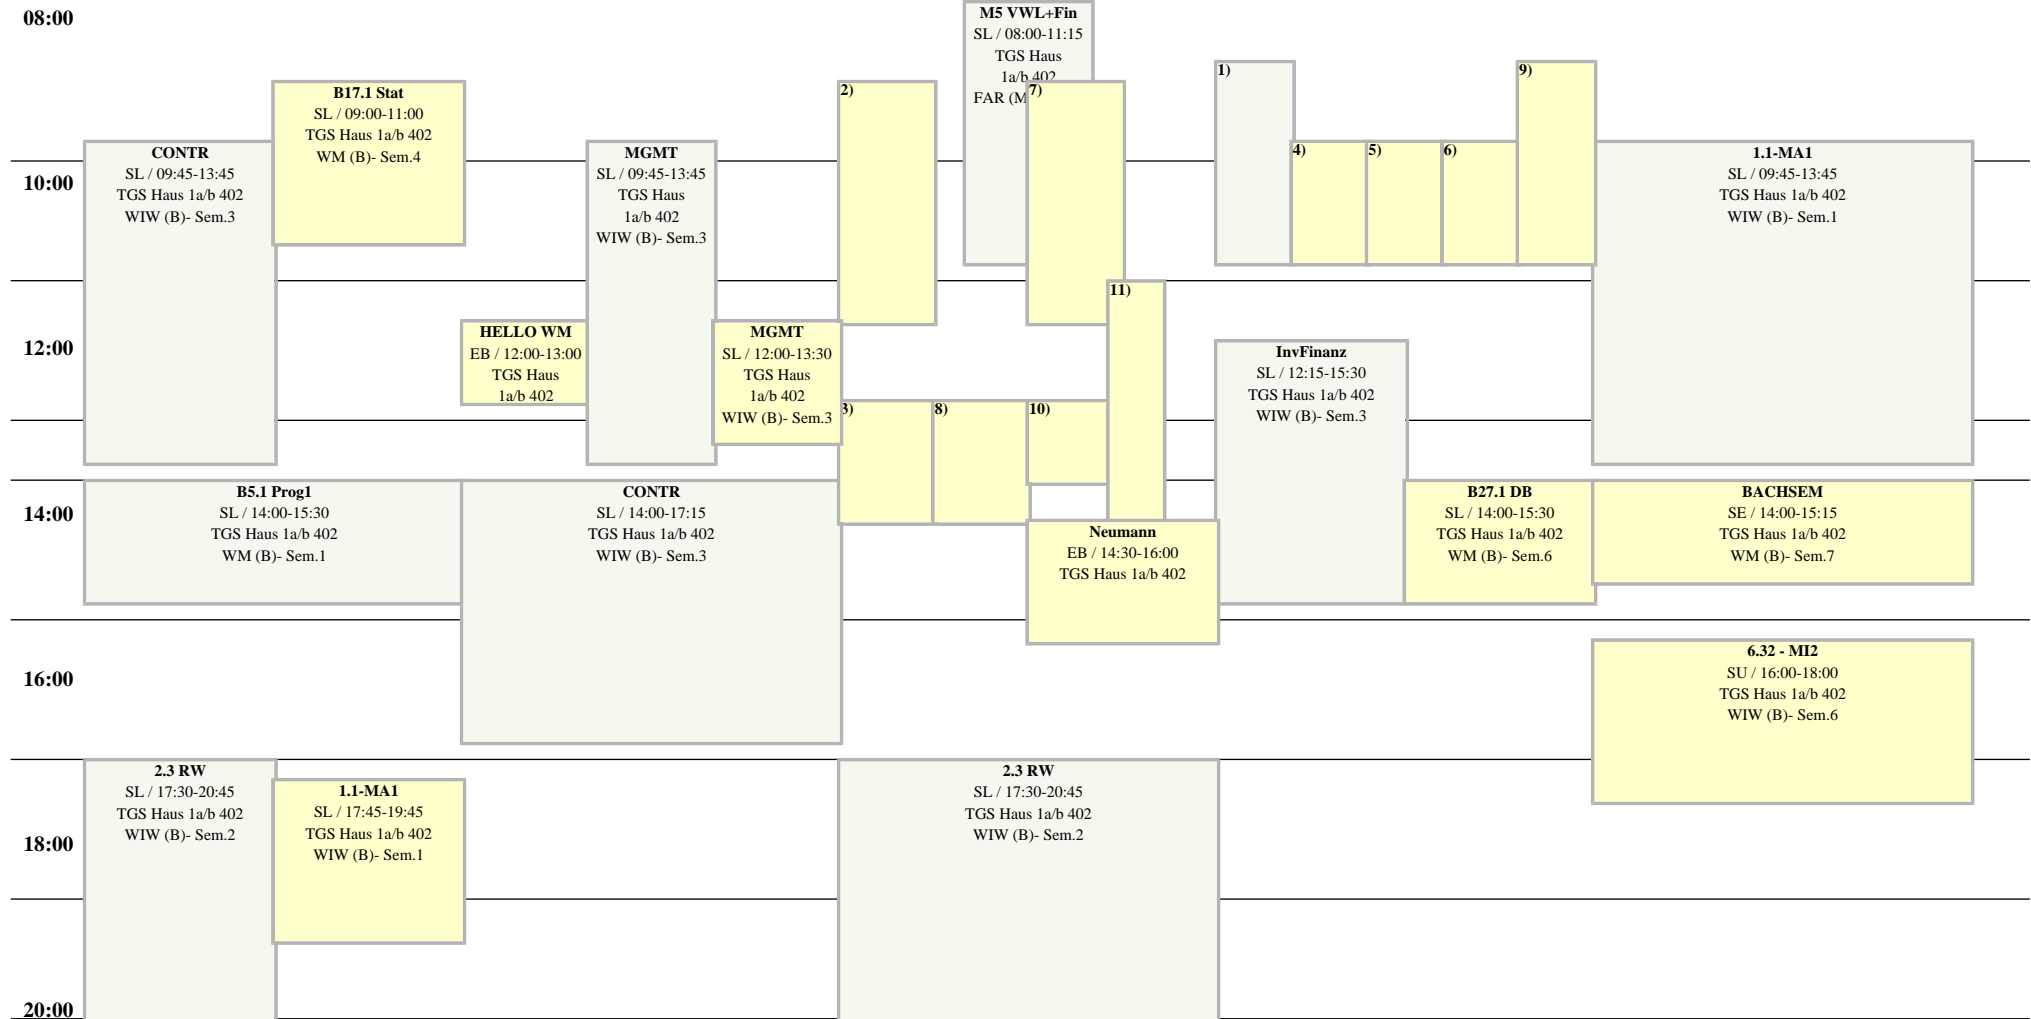 08:00
10:00
12:00
14:00
16:00
18:00
20:00
CONTR
SL / 09:45-13:45
TGS Haus 1a/b 402
WIW (B)- Sem.3
B17.1 Stat
SL / 09:00-11:00
TGS Haus 1a/b 402
WM (B)- Sem.4
B5.1 Prog1
SL / 14:00-15:30
TGS Haus 1a/b 402
WM (B)- Sem.1
2.3 RW
SL / 17:30-20:45
TGS Haus 1a/b 402
WIW (B)- Sem.2
1.1-MA1
SL / 17:45-19:45
TGS Haus 1a/b 402
WIW (B)- Sem.1
HELLO WM
EB / 12:00-13:00
TGS Haus
1a/b 402
MGMT
SL / 09:45-13:45
TGS Haus
1a/b 402
WIW (B)- Sem.3
MGMT
SL / 12:00-13:30
TGS Haus
1a/b 402
WIW (B)- Sem.3
CONTR
SL / 14:00-17:15
TGS Haus 1a/b 402
WIW (B)- Sem.3
2)
M5 VWL+Fin
SL / 08:00-11:15
TGS Haus
1a/b 402
FAR (M
7)
11)
3)
8)
10)
Neumann
EB / 14:30-16:00
TGS Haus 1a/b 402
2.3 RW
SL / 17:30-20:45
TGS Haus 1a/b 402
WIW (B)- Sem.2
1)
4)
5)
6)
9)
InvFinanz
SL / 12:15-15:30
TGS Haus 1a/b 402
WIW (B)- Sem.3
B27.1 DB
SL / 14:00-15:30
TGS Haus 1a/b 402
WM (B)- Sem.6
1.1-MA1
SL / 09:45-13:45
TGS Haus 1a/b 402
WIW (B)- Sem.1
BACHSEM
SE / 14:00-15:15
TGS Haus 1a/b 402
WM (B)- Sem.7
6.32 - MI2
SU / 16:00-18:00
TGS Haus 1a/b 402
WIW (B)- Sem.6